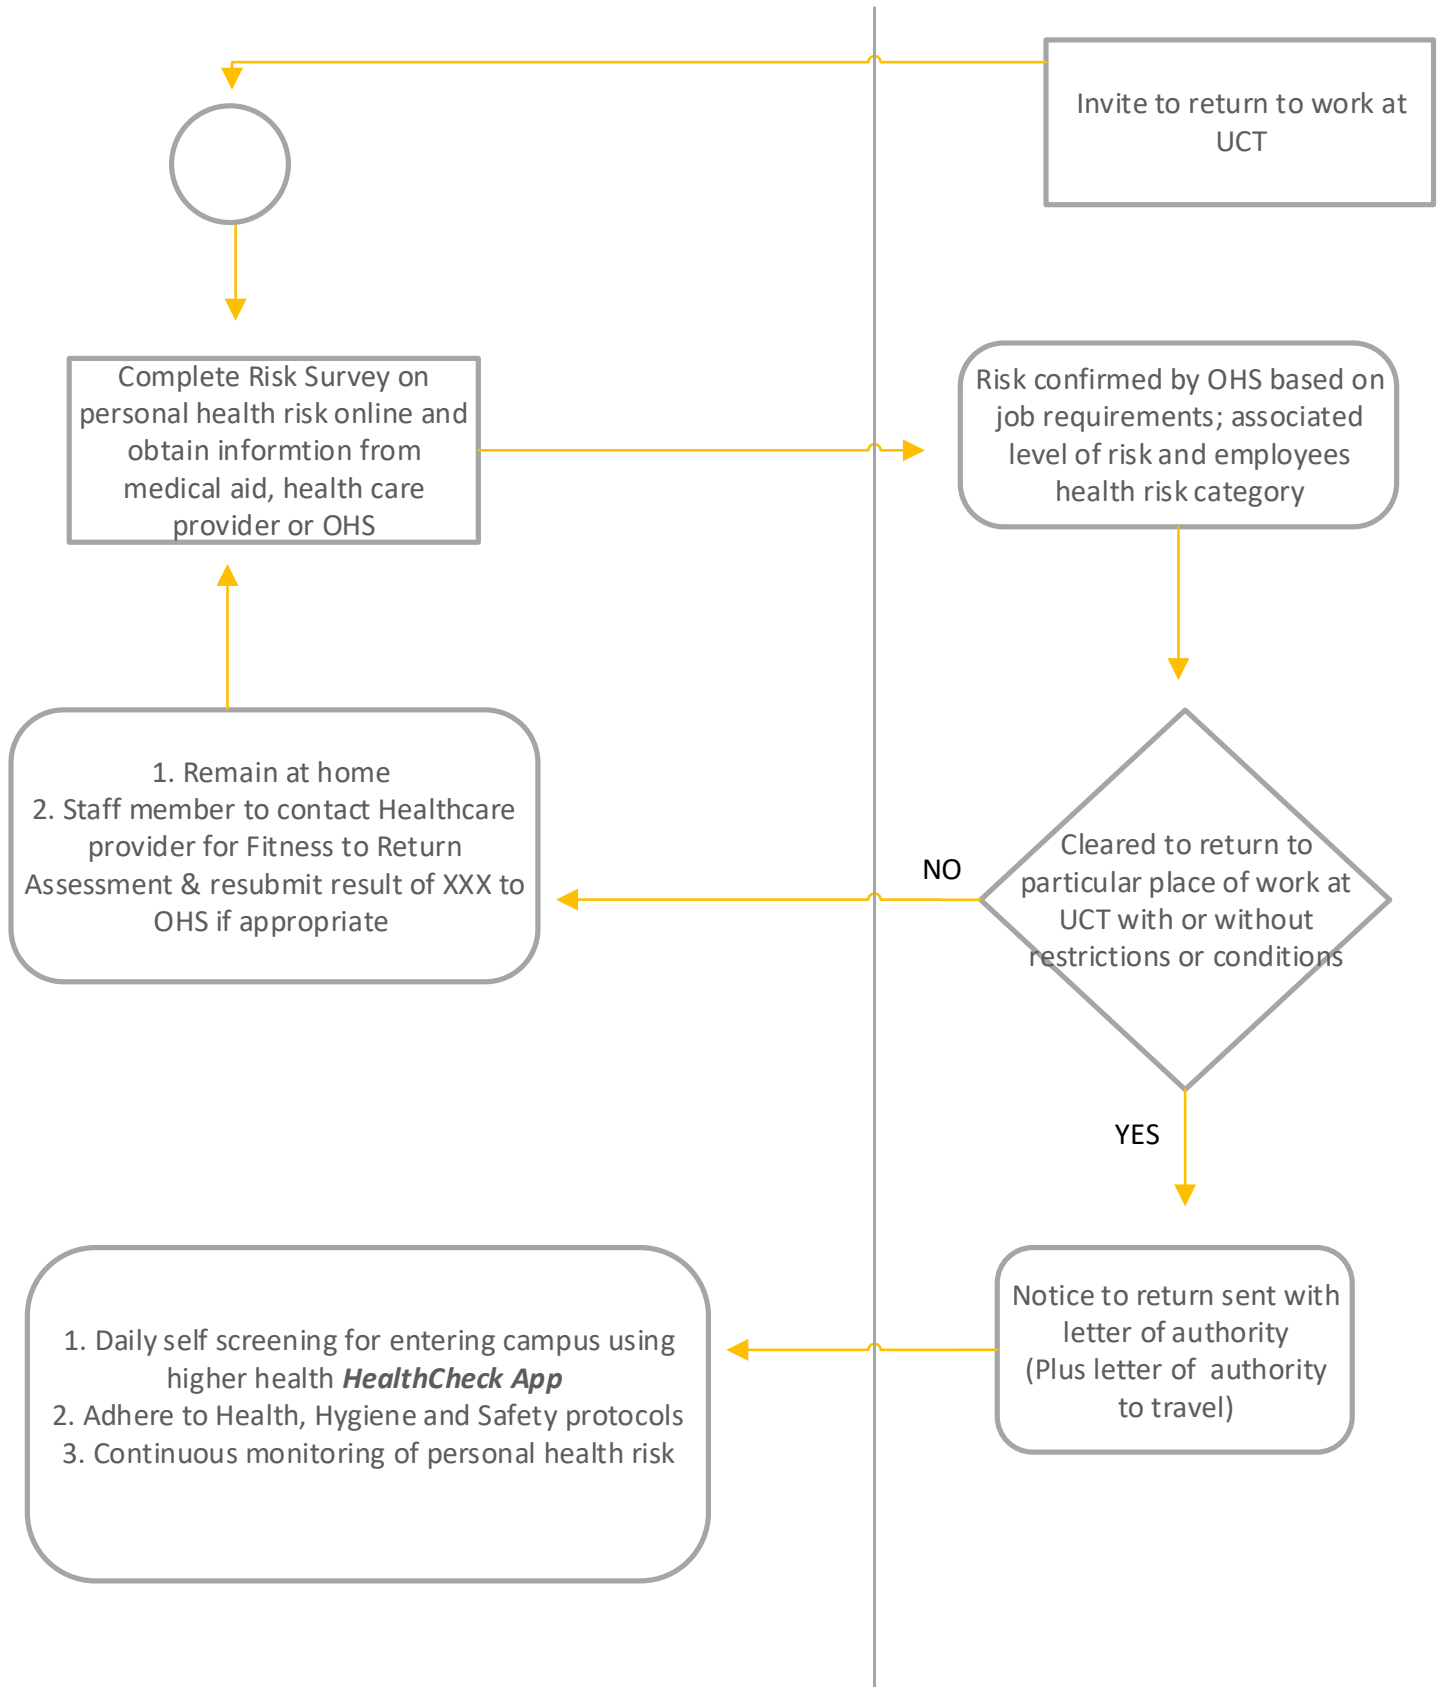 Invite to return to work at
UCT
Complete Risk Survey on
personal health risk online and
obtain informtion from
medical aid, health care
provider or OHS
Risk confirmed by OHS based on
job requirements; associated
level of risk and employees
health risk category
1. Remain at home
2. Staff member to contact Healthcare
provider for Fitness to Return
Assessment & resubmit result of XXX to
OHS if appropriate
NO
Cleared to return to
particular place of work at
UCT with or without
restrictions or conditions
YES
1. Daily self screening for entering campus using
higher health HealthCheck App
2. Adhere to Health, Hygiene and Safety protocols
3. Continuous monitoring of personal health risk
Notice to return sent with
letter of authority
(Plus letter of authority
to travel)